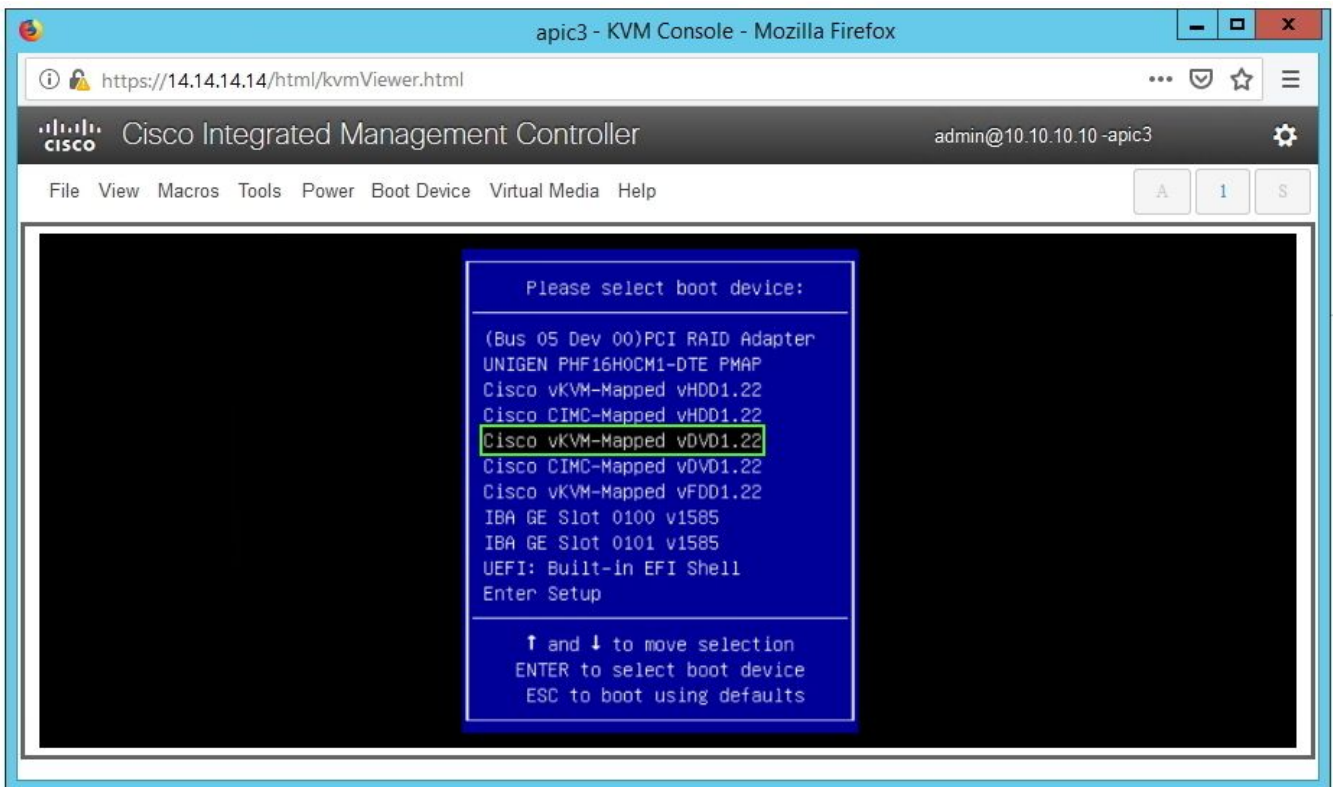 apic3 - KVM Console - Mozilla Firefox
https://14.14.14.14/html/kvmViewer.html
CISCO Cisco Integrated Management Controller admin@10.10.10.10 -apic3
File View Macros Tools Power Boot Device Virtual Media Help A 1 S
Please select boot device:
(Bus 05 Dev 00)PCI RAID Adapter
UNIGEN PHF16H0CM1-DTE PMAP
Cisco vKVM-Mapped vHDD1.22
Cisco CIMC-Mapped vHDD1.22
Cisco vKVM-Mapped vDVD1.22
Cisco CIMC-Mapped vDVD1.22
Cisco vKVM-Mapped vFDD1.22
IBA GE Slot 0100 v1585
IBA GE Slot 0101 v1585
UEFI: Built-in EFI Shell
Enter Setup
↑ and ↓ to move selection
ENTER to select boot device
ESC to boot using defaults